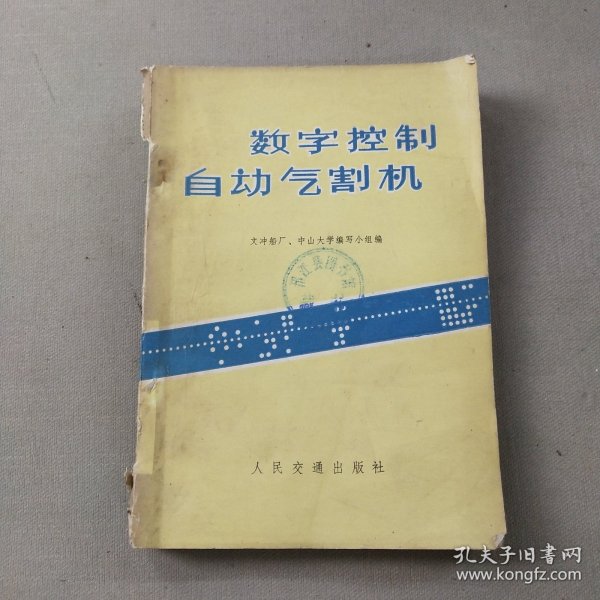 数字控制
自动气割机
文冲船厂、中山大学编写小组编
人民交通出版社
孔夫子旧书网
www.kongfz.com